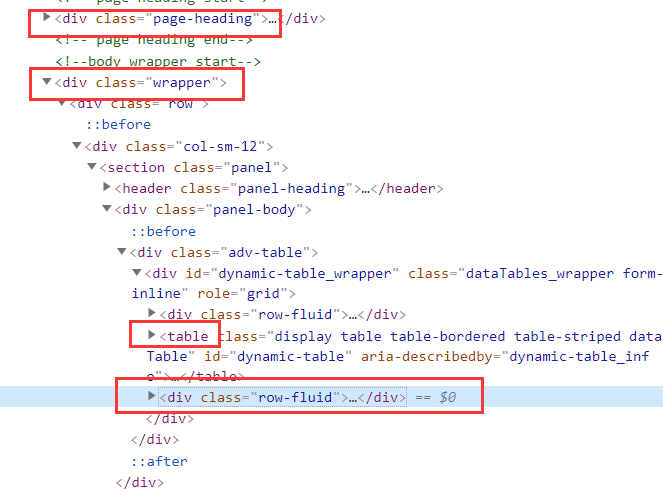 <!-- page heading start-->
<div class="page-heading">…</div>
<!-- page heading end-->
<!--body wrapper start-->
<div class="wrapper">
<div class="row">
::before
<div class="col-sm-12">
<section class="panel">
<header class="panel-heading">…</header>
<div class="panel-body">
::before
<div class="adv-table">
<div id="dynamic-table_wrapper" class="dataTables_wrapper form-
inline" role="grid">
<div class="row-fluid">…</div>
<table class="display table table-bordered table-striped data
Table" id="dynamic-table" aria-describedby="dynamic-table_inf
o">…</table>
<div class="row-fluid">…</div> == $0
</div>
</div>
::after
</div>